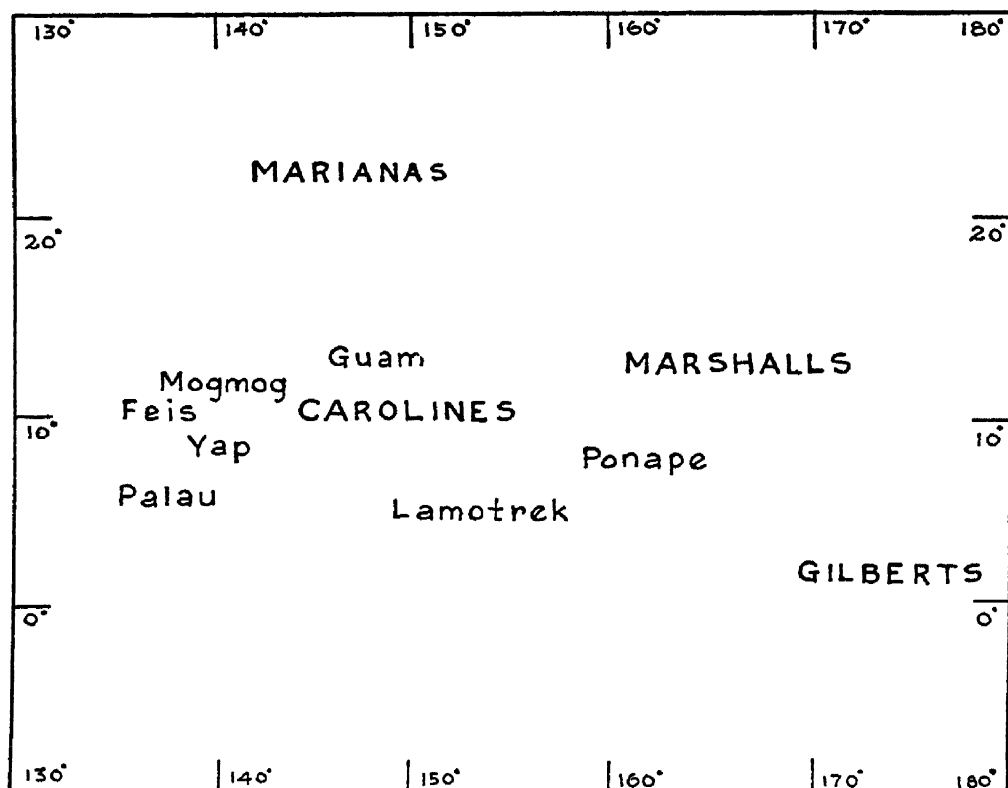 130° 140° 150° 160° 170° 180°
MARIANAS
20° 20°
Guam MARSHALLS
Mogmog
Feis CAROLINES
10° 10°
Yap Ponape
Palau
Lamotrek
GILBERTS
0° 0°
130° 140° 150° 160° 170° 180°